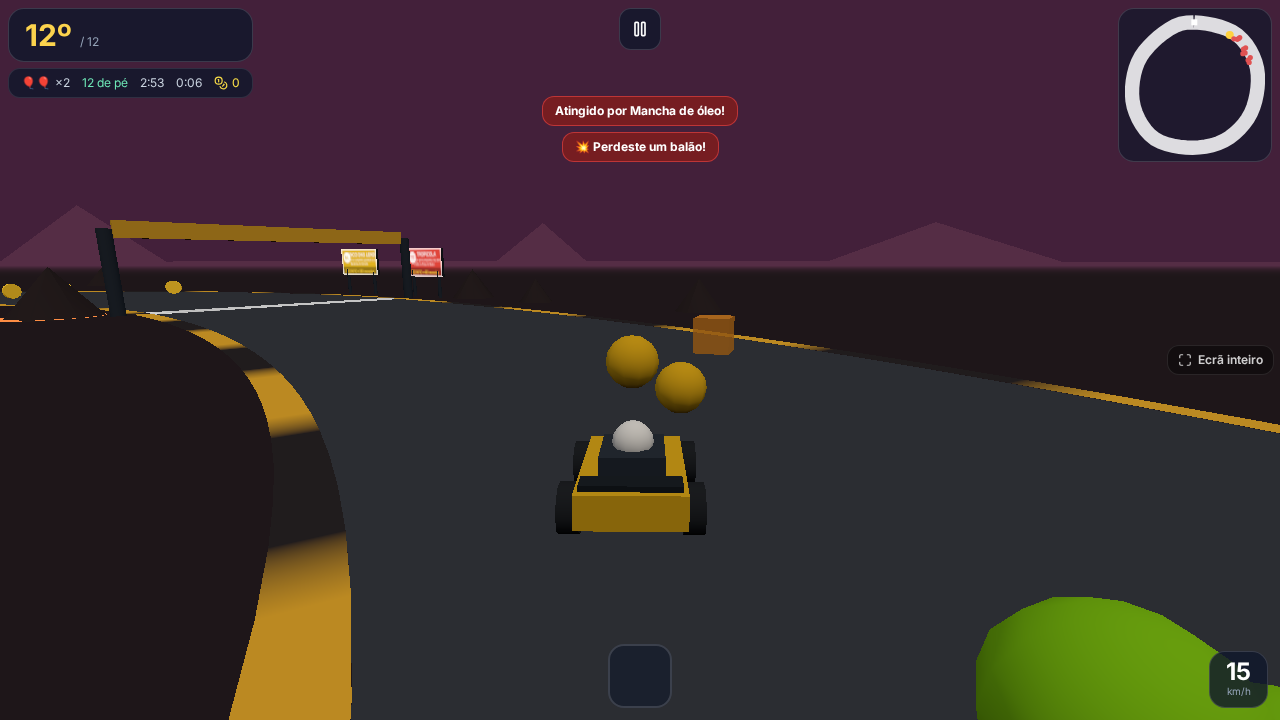 12º / 12
×2 12 de pé 2:53 0:06 0
Atingido por Mancha de óleo!
Perdeste um balão!
Ecrã inteiro
15
km/h